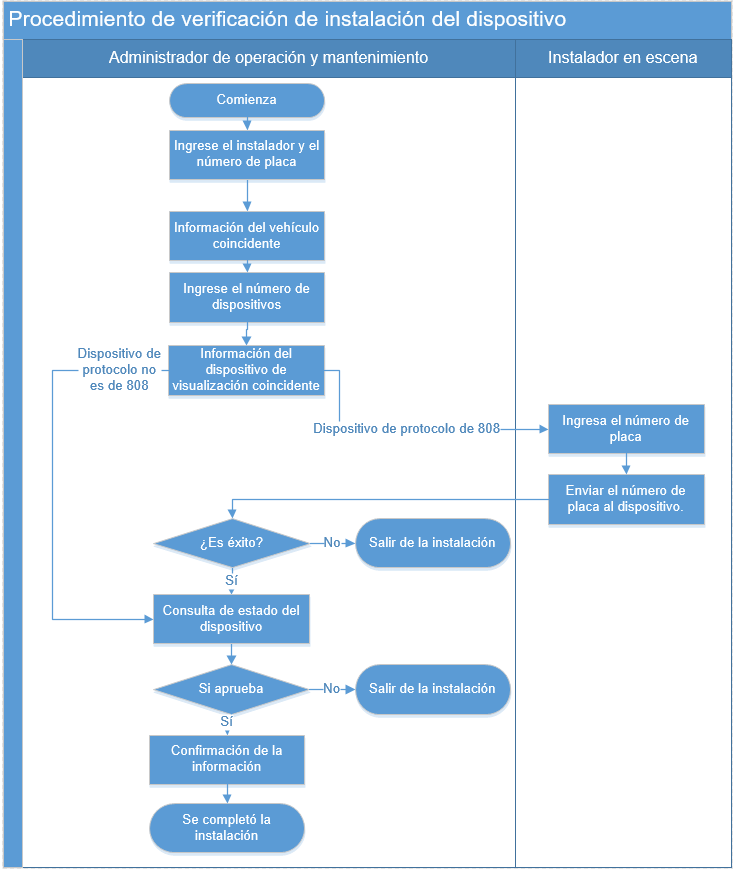 Procedimiento de verificación de instalación del dispositivo
Administrador de operación y mantenimiento
Instalador en escena
Comienza
Ingrese el instalador y el
número de placa
Información del vehículo
coincidente
Ingrese el número de
dispositivos
Dispositivo de
protocolo no
es de 808
Información del
dispositivo de
visualización coincidente
Dispositivo de protocolo de 808
Ingresa el número de
placa
Enviar el número de
placa al dispositivo.
¿Es éxito?
No
Salir de la instalación
Sí
Consulta de estado del
dispositivo
Si aprueba
No
Salir de la instalación
Sí
Confirmación de la
información
Se completó la
instalación